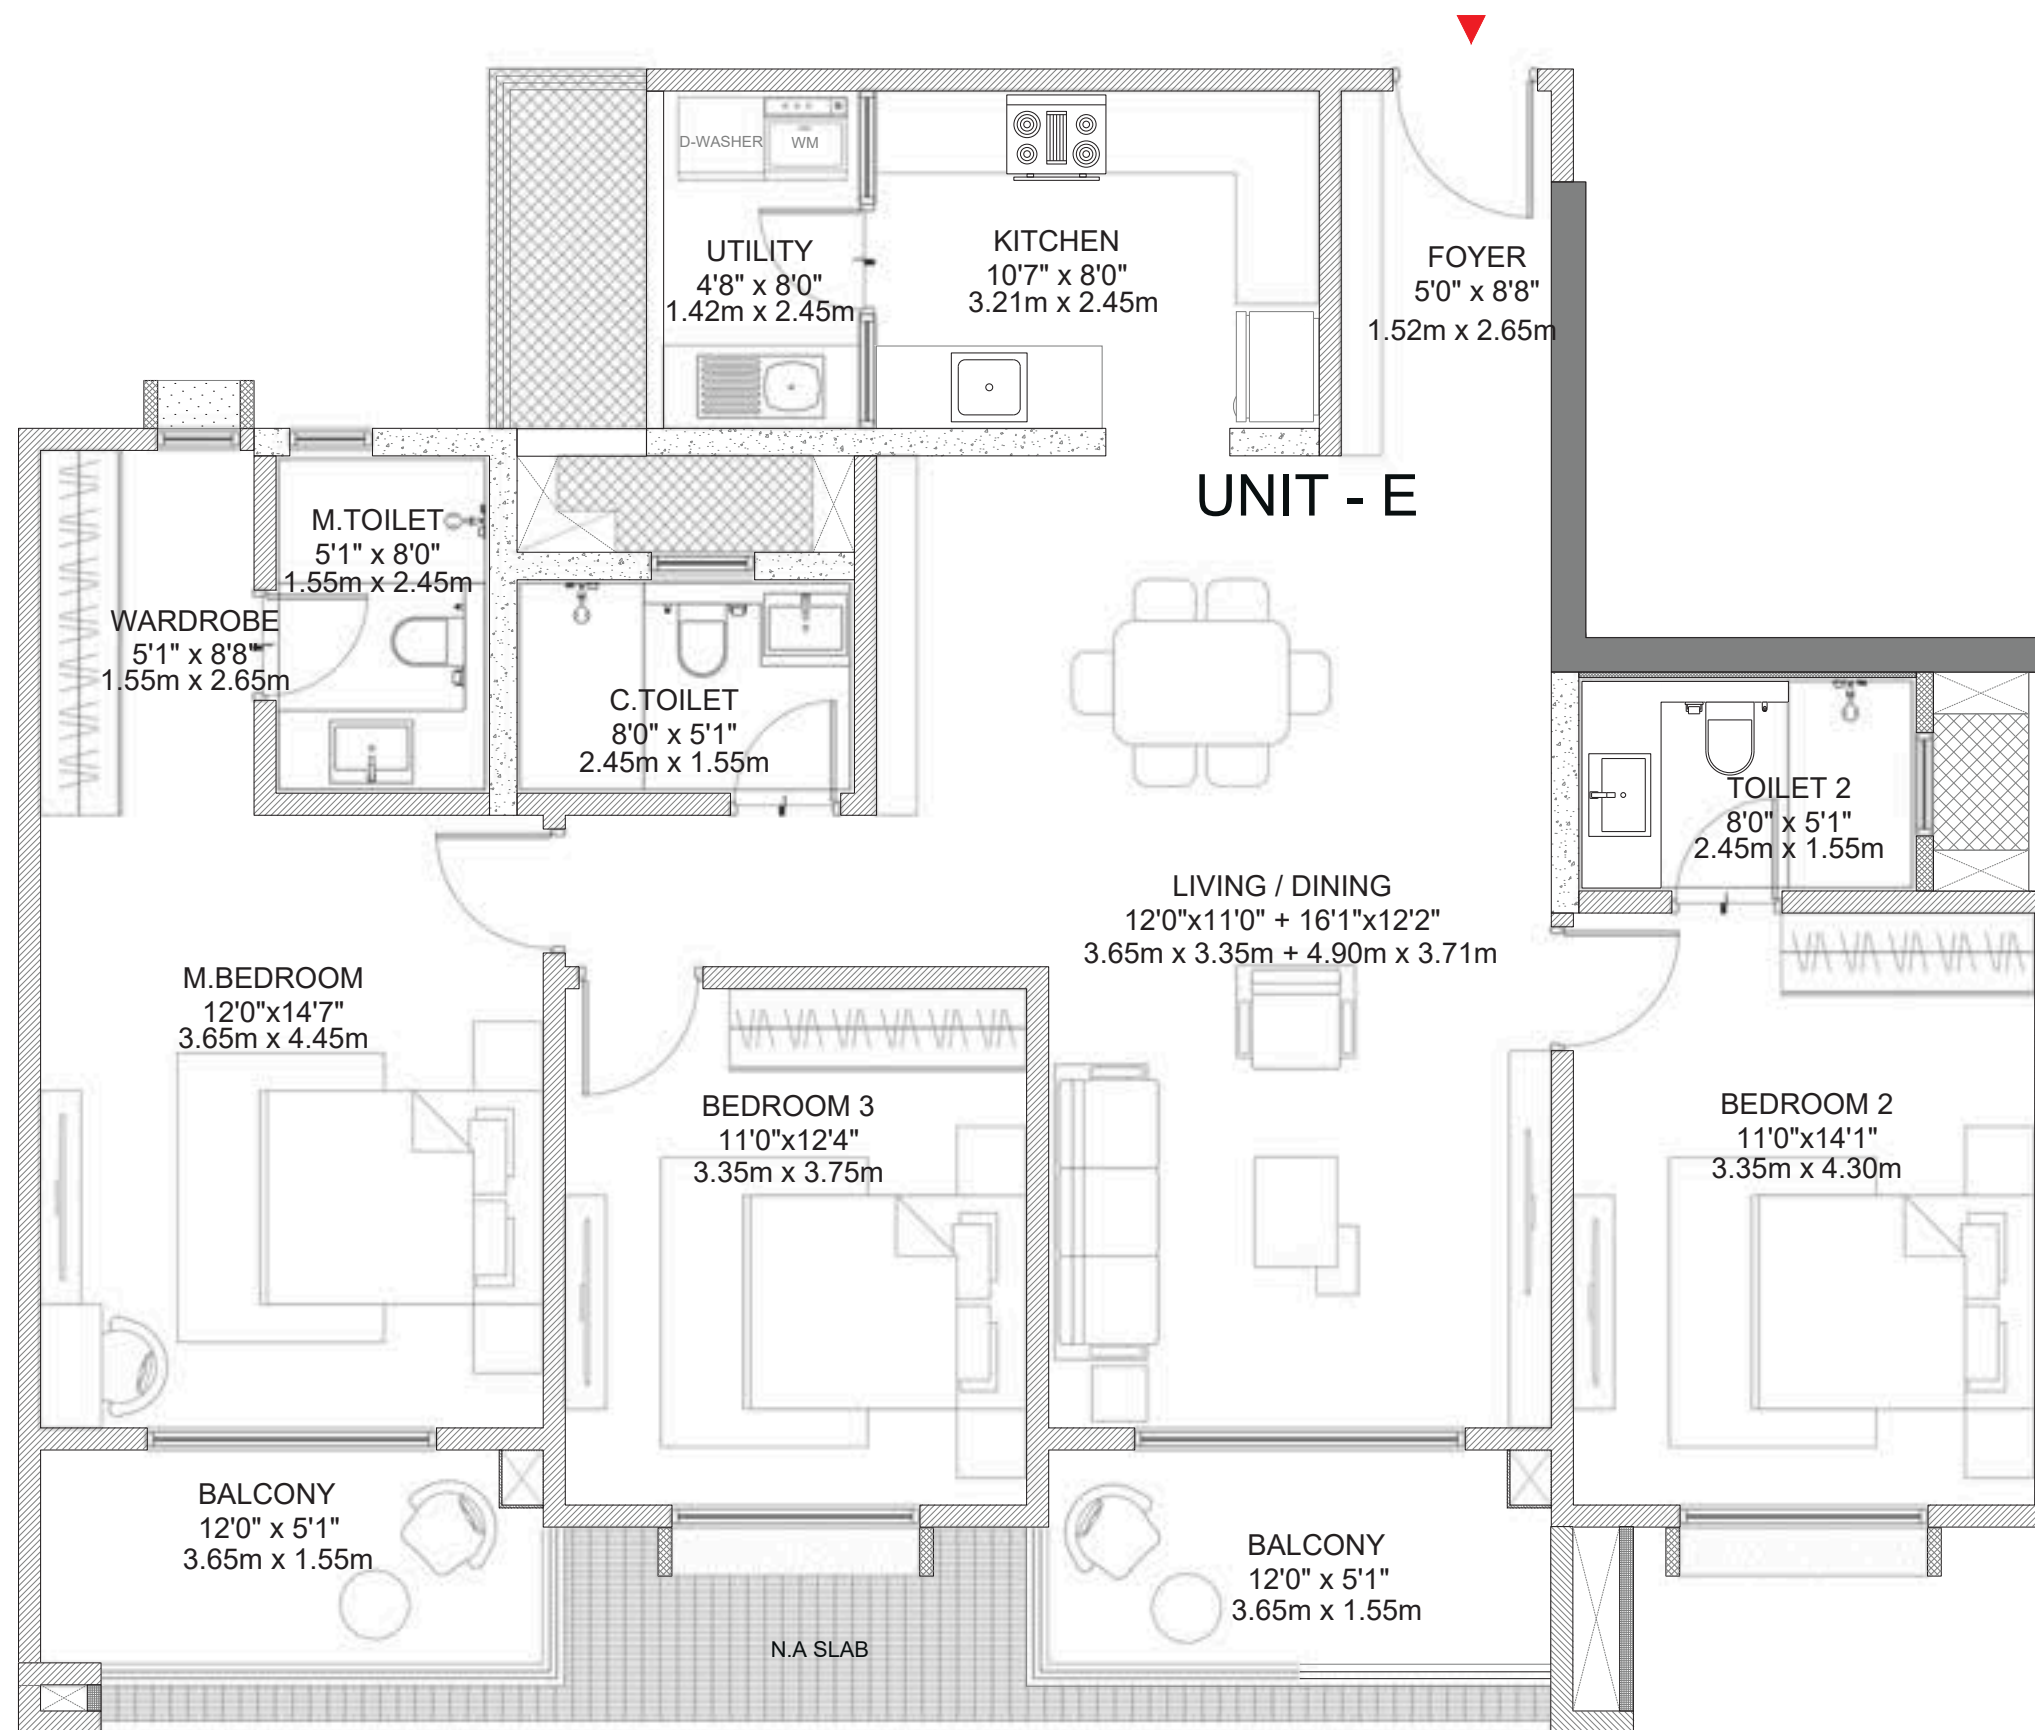 D-WASHER
WM
UTILITY
4'8" x 8'0"
1.42m x 2.45m
KITCHEN
10'7" x 8'0"
3.21m x 2.45m
FOYER
5'0" x 8'8"
1.52m x 2.65m
UNIT - E
M.TOILET
5'1" x 8'0"
1.55m x 2.45m
WARDROBE
5'1" x 8'8"
1.55m x 2.65m
C.TOILET
8'0" x 5'1"
2.45m x 1.55m
TOILET 2
8'0" x 5'1"
2.45m x 1.55m
LIVING / DINING
12'0"x11'0" + 16'1"x12'2"
3.65m x 3.35m + 4.90m x 3.71m
M.BEDROOM
12'0"x14'7"
3.65m x 4.45m
BEDROOM 3
11'0"x12'4"
3.35m x 3.75m
BEDROOM 2
11'0"x14'1"
3.35m x 4.30m
BALCONY
12'0" x 5'1"
3.65m x 1.55m
BALCONY
12'0" x 5'1"
3.65m x 1.55m
N.A SLAB